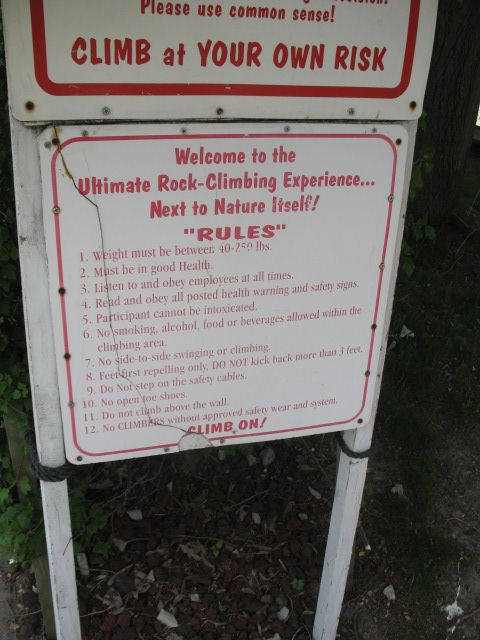 Please use common sense!
CLIMB at YOUR OWN RISK
Welcome to the
Ultimate Rock-Climbing Experience...
Next to Nature Itself!
"RULES"
1. Weight must be between 40-250 lbs.
2. Must be in good Health.
3. Listen to and obey employees at all times.
4. Read and obey all posted health warning and safety signs.
5. Participant cannot be intoxicated.
6. No smoking, alcohol, food or beverages allowed within the
climbing area.
7. No side-to-side swinging or climbing.
8. Feet first repelling only, DO NOT kick back more than 3 feet.
9. Do Not step on the safety cables.
10. No open toe shoes.
11. Do not climb above the wall.
12. No CLIMBERS without approved safety wear and system.
CLIMB ON!